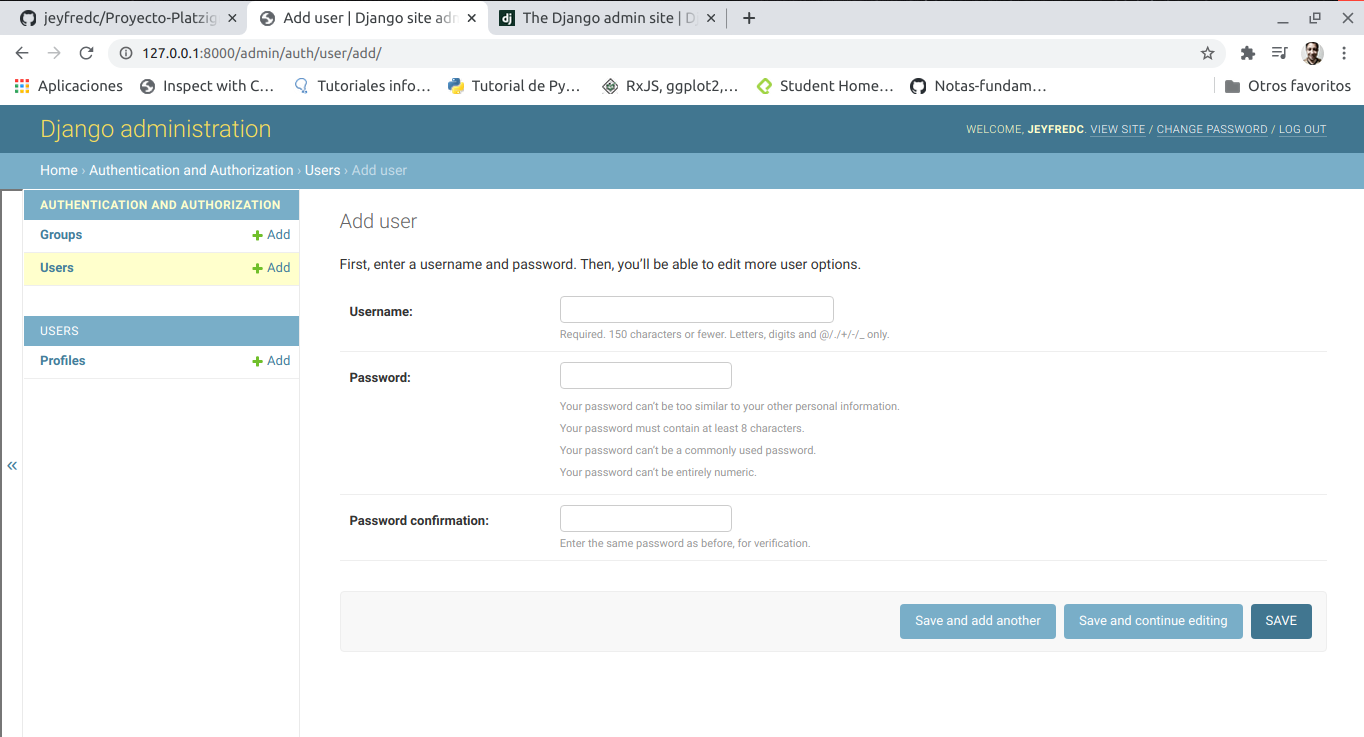 jeyfredc/Proyecto-Platzig
Add user | Django site adm
The Django admin site | Dj
127.0.0.1:8000/admin/auth/user/add/
Aplicaciones
Inspect with C...
Tutoriales info...
Tutorial de Py...
RxJS, ggplot2,...
Student Home...
Notas-fundam...
Otros favoritos
Django administration
WELCOME, JEYFREDC. VIEW SITE / CHANGE PASSWORD / LOG OUT
Home › Authentication and Authorization › Users › Add user
AUTHENTICATION AND AUTHORIZATION
Groups
Add
Users
Add
USERS
Profiles
Add
«
Add user
First, enter a username and password. Then, you’ll be able to edit more user options.
Username:
Required. 150 characters or fewer. Letters, digits and @/./+/-/_ only.
Password:
Your password can’t be too similar to your other personal information.
Your password must contain at least 8 characters.
Your password can’t be a commonly used password.
Your password can’t be entirely numeric.
Password confirmation:
Enter the same password as before, for verification.
Save and add another
Save and continue editing
SAVE